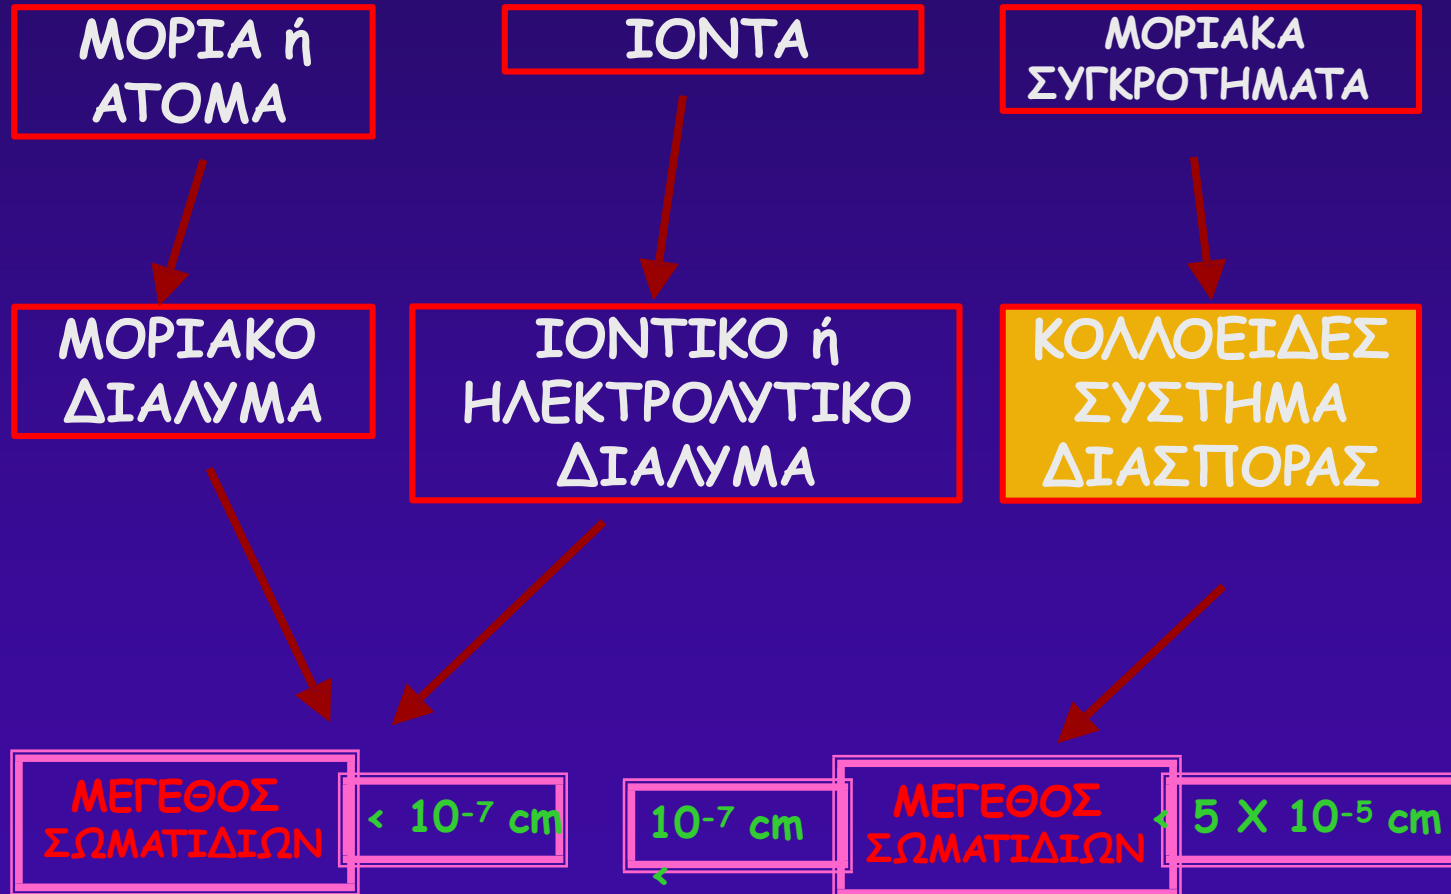 ΜΟΡΙΑ ή
ΑΤΟΜΑ
ΙΟΝΤΑ
ΜΟΡΙΑΚΑ
ΣΥΓΚΡΟΤΗΜΑΤΑ
ΜΟΡΙΑΚΟ
ΔΙΑΛΥΜΑ
ΙΟΝΤΙΚΟ ή
ΗΛΕΚΤΡΟΛΥΤΙΚΟ
ΔΙΑΛΥΜΑ
ΚΟΛΛΟΕΙΔΕΣ
ΣΥΣΤΗΜΑ
ΔΙΑΣΠΟΡΑΣ
ΜΕΓΕΘΟΣ
ΣΩΜΑΤΙΔΙΩΝ
< 10⁻⁷ cm
10⁻⁷ cm
<
ΜΕΓΕΘΟΣ
ΣΩΜΑΤΙΔΙΩΝ
< 5 X 10⁻⁵ cm